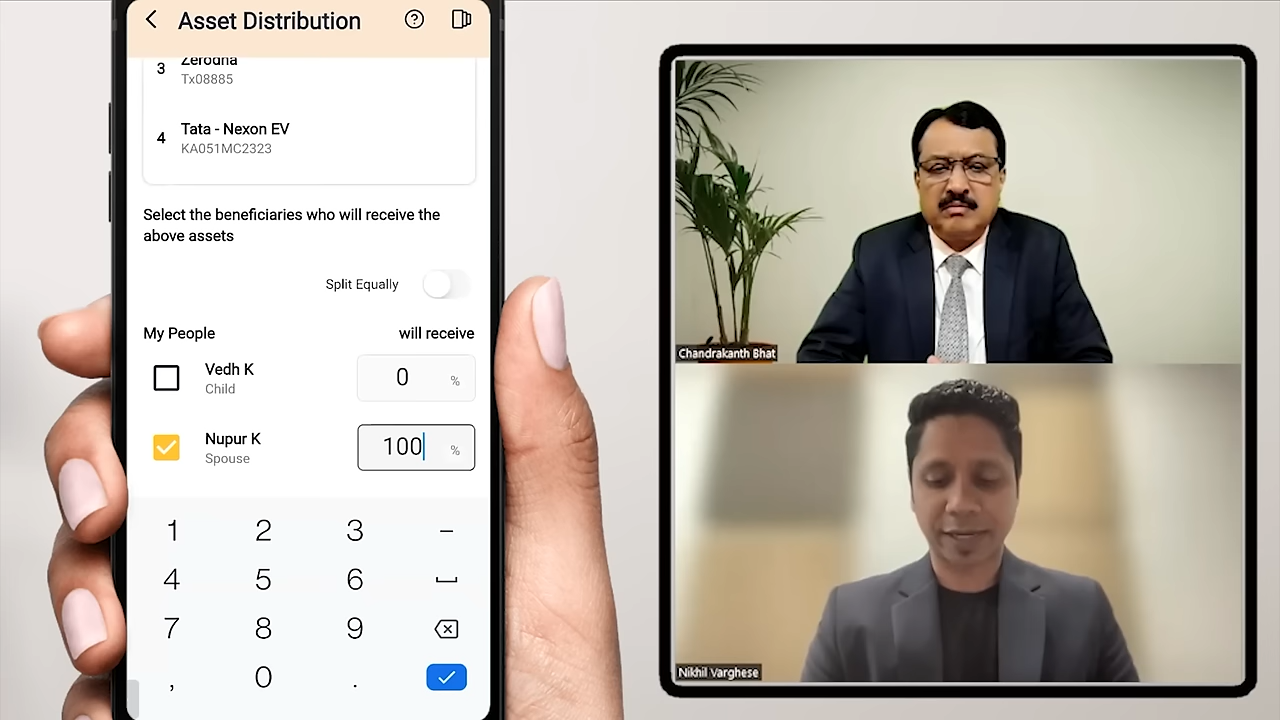 Asset Distribution
3
Zerodha
Tx08885
4
Tata - Nexon EV
KA051MC2323
Select the beneficiaries who will receive the
above assets
Split Equally
My People
will receive
Vedh K
Child
0 %
Nupur K
Spouse
100 %
1 2 3 –
4 5 6
7 8 9
, 0 .
Chandrakanth Bhat
Nikhil Varghese